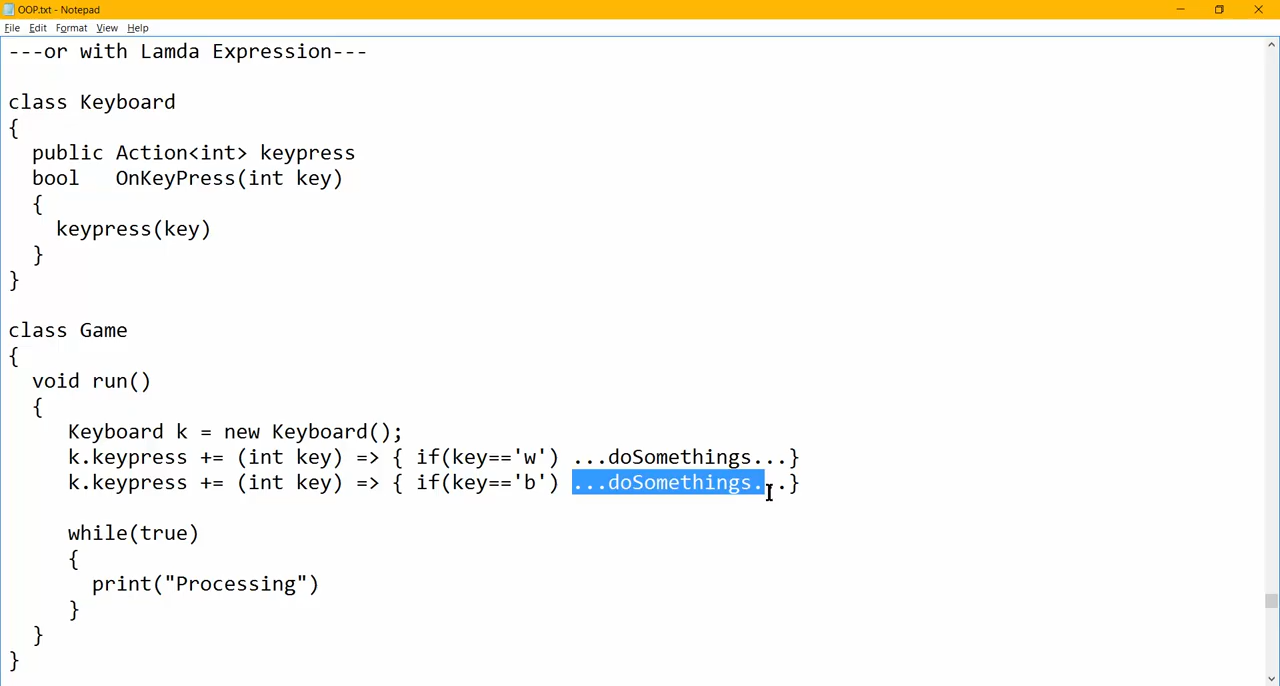 OOP.txt - Notepad
File Edit Format View Help
---or with Lamda Expression---
class Keyboard
{
  public Action<int> keypress
  bool   OnKeyPress(int key)
  {
    keypress(key)
  }
}
class Game
{
  void run()
  {
     Keyboard k = new Keyboard();
     k.keypress += (int key) => { if(key=='w') ...doSomethings...}
     k.keypress += (int key) => { if(key=='b') ...doSomethings...}
     while(true)
     {
       print("Processing")
     }
  }
}